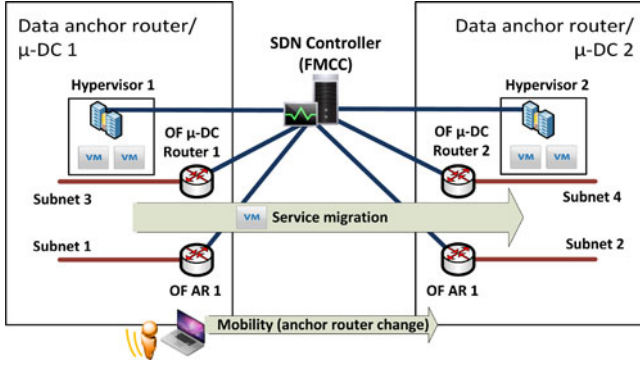 Data anchor router/
μ-DC 1
Data anchor router/
μ-DC 2
SDN Controller
(FMCC)
Hypervisor 1
Hypervisor 2
VM VM
VM VM
OF μ-DC
Router 1
OF μ-DC
Router 2
Subnet 3
Subnet 4
VM Service migration
Subnet 1
Subnet 2
OF AR 1
OF AR 1
Mobility (anchor router change)